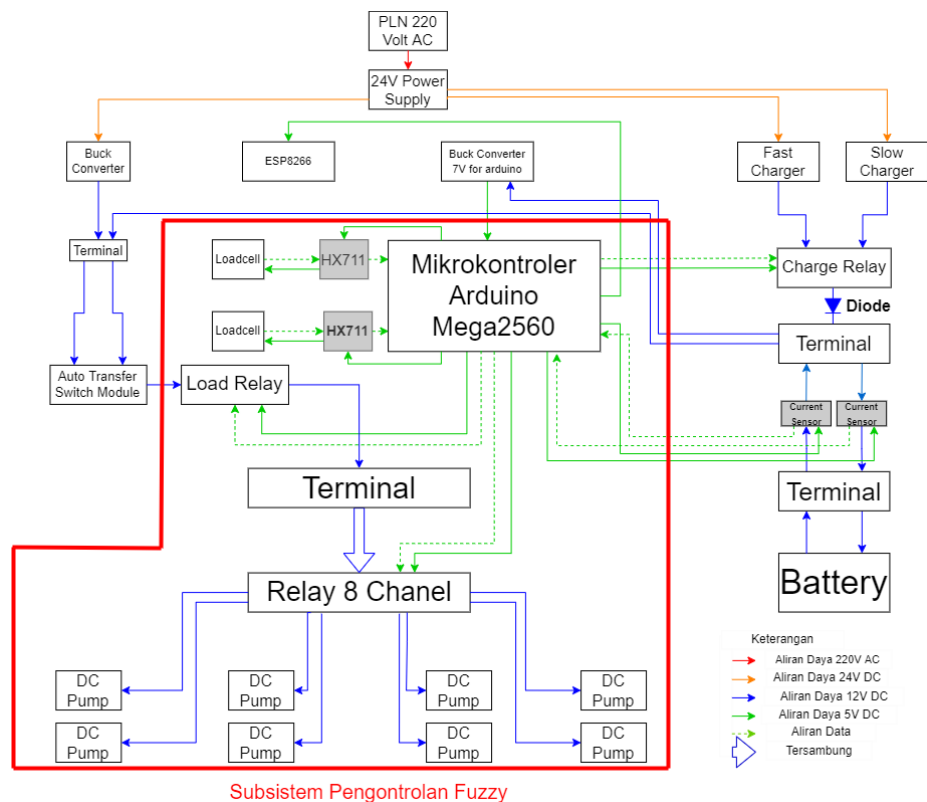 PLN 220
Volt AC
24V Power
Supply
Buck
Converter
ESP8266
Buck Converter
7V for arduino
Fast
Charger
Slow
Charger
Terminal
Loadcell
HX711
Mikrokontroler
Arduino
Mega2560
Charge Relay
Diode
Loadcell
HX711
Terminal
Auto Transfer
Switch Module
Load Relay
Current
Sensor
Current
Sensor
Terminal
Terminal
Relay 8 Chanel
Battery
DC
Pump
DC
Pump
DC
Pump
DC
Pump
DC
Pump
DC
Pump
DC
Pump
DC
Pump
Keterangan
Aliran Daya 220V AC
Aliran Daya 24V DC
Aliran Daya 12V DC
Aliran Daya 5V DC
Aliran Data
Tersambung
Subsistem Pengontrolan Fuzzy